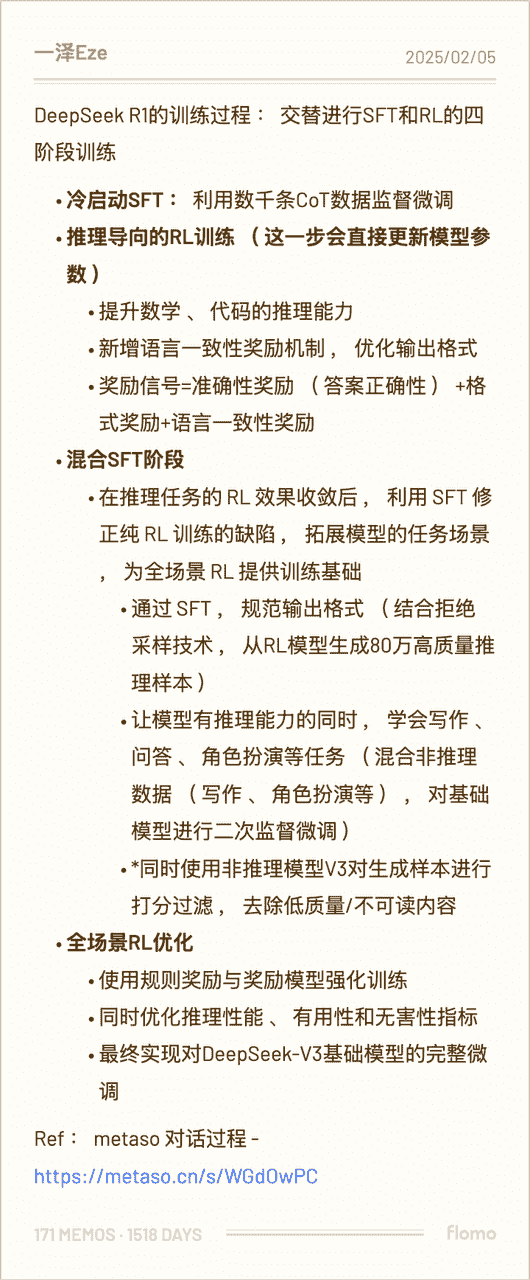 一泽Eze
2025/02/05
DeepSeek R1的训练过程： 交替进行SFT和RL的四
阶段训练
• 冷启动SFT： 利用数千条CoT数据监督微调
• 推理导向的RL训练 （这一步会直接更新模型参
数）
• 提升数学 、 代码的推理能力
• 新增语言一致性奖励机制， 优化输出格式
• 奖励信号=准确性奖励 （答案正确性） +格
式奖励+语言一致性奖励
• 混合SFT阶段
• 在推理任务的 RL 效果收敛后， 利用 SFT 修
正纯 RL 训练的缺陷， 拓展模型的任务场景
， 为全场景 RL 提供训练基础
• 通过 SFT， 规范输出格式 （结合拒绝
采样技术， 从RL模型生成80万高质量推
理样本）
• 让模型有推理能力的同时， 学会写作 、
问答 、 角色扮演等任务 （混合非推理
数据 （写作 、 角色扮演等） ， 对基础
模型进行二次监督微调）
• *同时使用非推理模型V3对生成样本进行
打分过滤， 去除低质量/不可读内容
• 全场景RL优化
• 使用规则奖励与奖励模型强化训练
• 同时优化推理性能 、 有用性和无害性指标
• 最终实现对DeepSeek-V3基础模型的完整微
调
Ref： metaso 对话过程 -
https://metaso.cn/s/WGdOwPC
171 MEMOS · 1518 DAYS
flomo